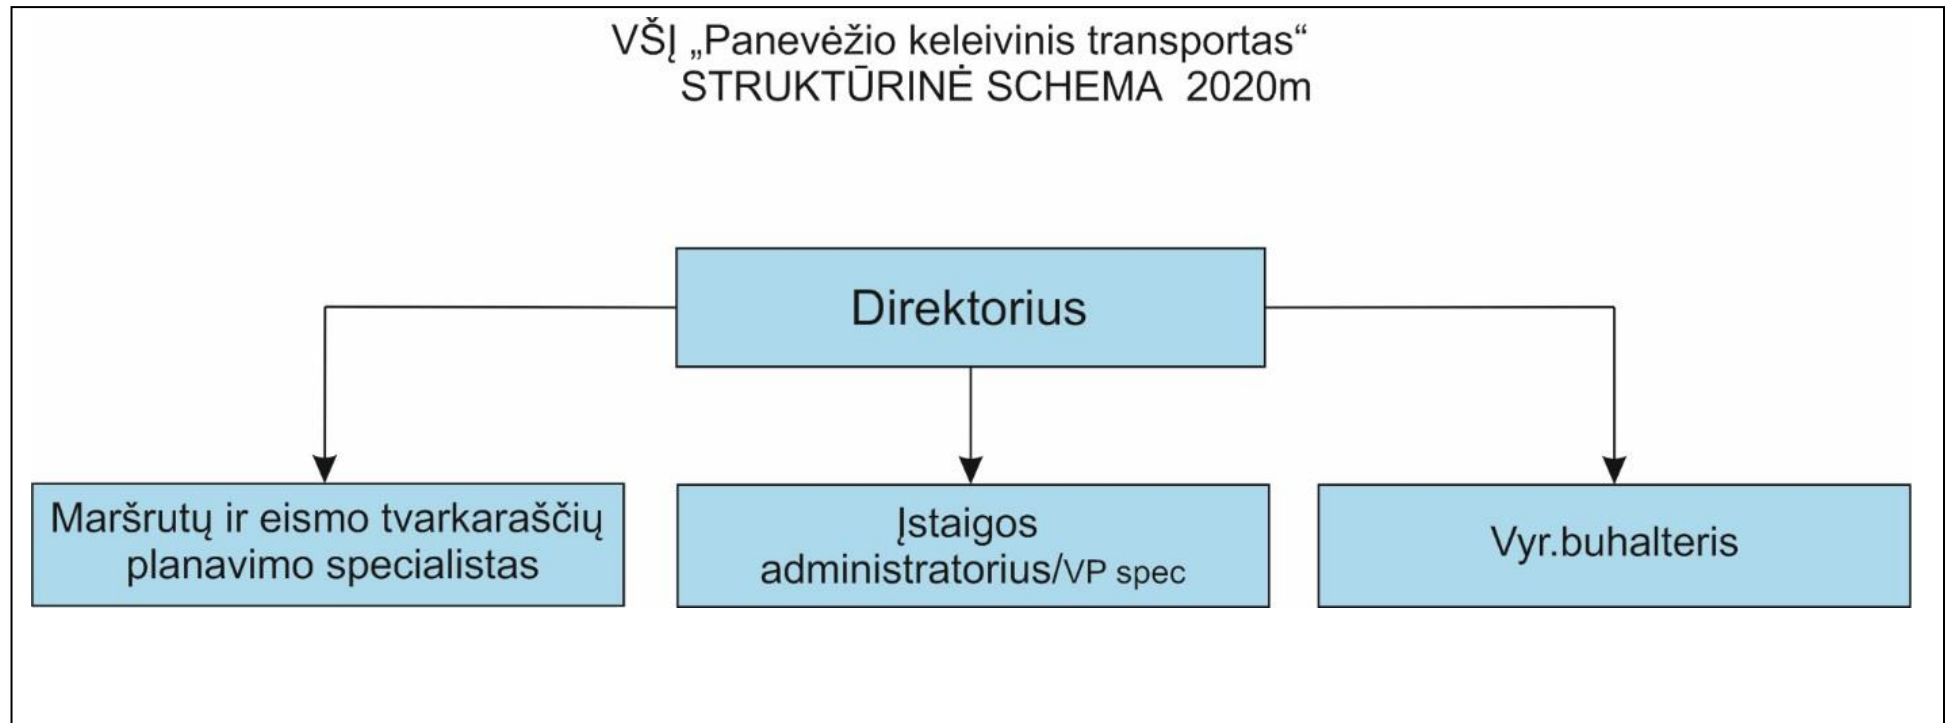 VŠĮ „Panevėžio keleivinis transportas“
STRUKTŪRINĖ SCHEMA 2020m
Direktorius
Maršrutų ir eismo tvarkaraščių
planavimo specialistas
Įstaigos
administratorius/VP spec
Vyr.buhalteris